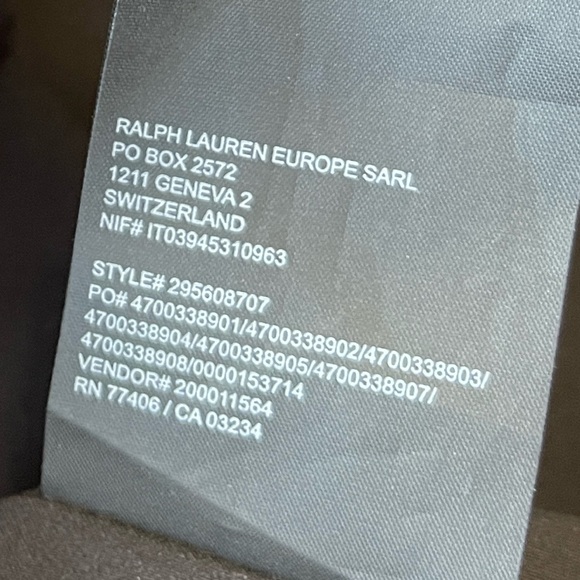 RALPH LAUREN EUROPE SARL
PO BOX 2572
1211 GENEVA 2
SWITZERLAND
NIF# IT03945310963
STYLE# 295608707
PO# 4700338901/4700338902/4700338903/
4700338904/4700338905/4700338907/
4700338908/0000153714
VENDOR# 200011564
RN 77406 / CA 03234